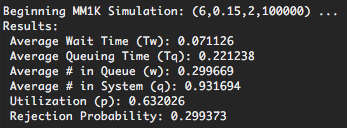 Beginning MM1K Simulation: (6,0.15,2,100000) ...
Results:
Average Wait Time (Tw): 0.071126
Average Queuing Time (Tq): 0.221238
Average # in Queue (w): 0.299669
Average # in System (q): 0.931694
Utilization (p): 0.632026
Rejection Probability: 0.299373